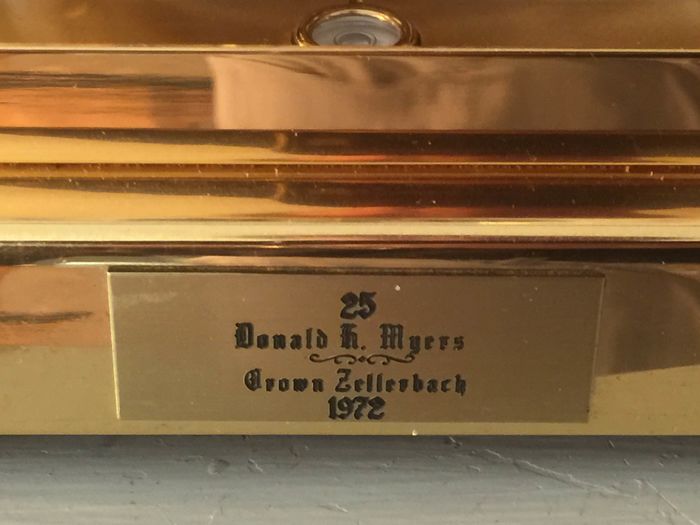 25
Donald H. Myers
Crown Zellerbach
1972